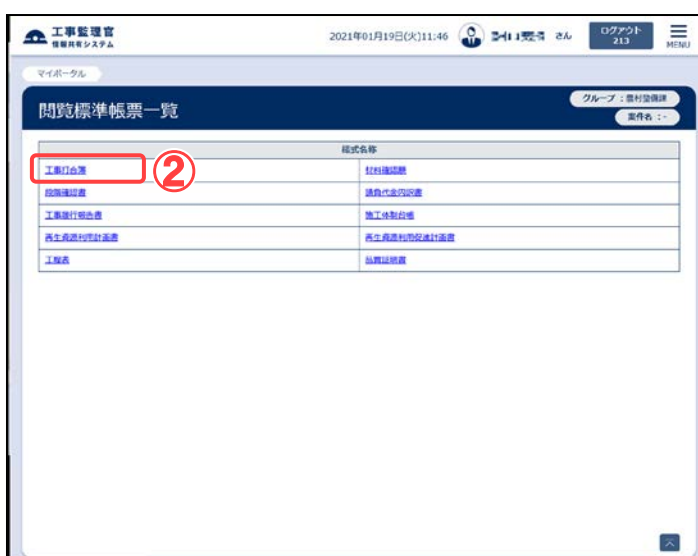 工事監理官
情報共有システム
2021年01月19日(火)11:46
さん
ログアウト
213
MENU
マイポータル
閲覧標準帳票一覧
グループ：農村整備課
案件名：-
様式名称
工事打合簿
材料確認願
②
段階確認書
請負代金内訳書
工事履行報告書
施工体制台帳
再生資源利用計画書
再生資源利用促進計画書
工程表
品質証明書